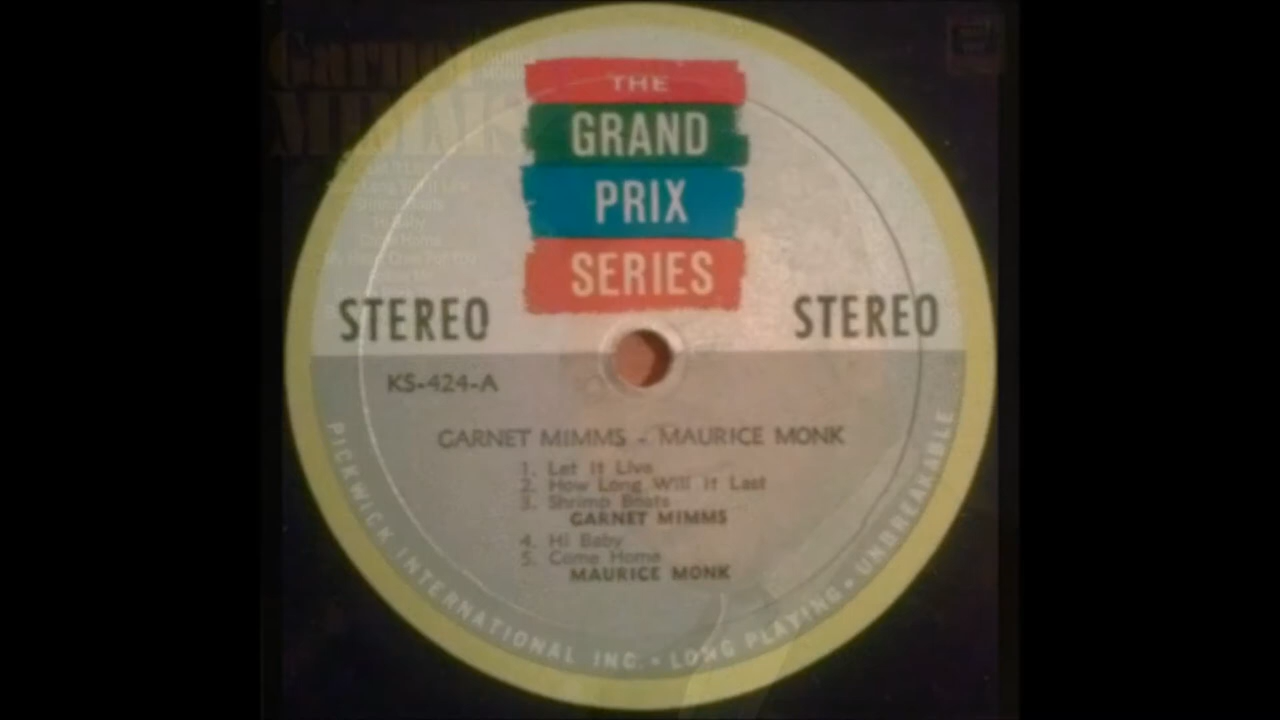 THE
GRAND
PRIX
SERIES
STEREO
STEREO
KS-424-A
GARNET MIMMS - MAURICE MONK
1. Let It Live
2. How Long Will It Last
3. Shrimp Boats
GARNET MIMMS
4. Hi Baby
5. Come Home
MAURICE MONK
PICKWICK INTERNATIONAL INC. • LONG PLAYING • UNBREAKABLE
Garnet
MIMMS